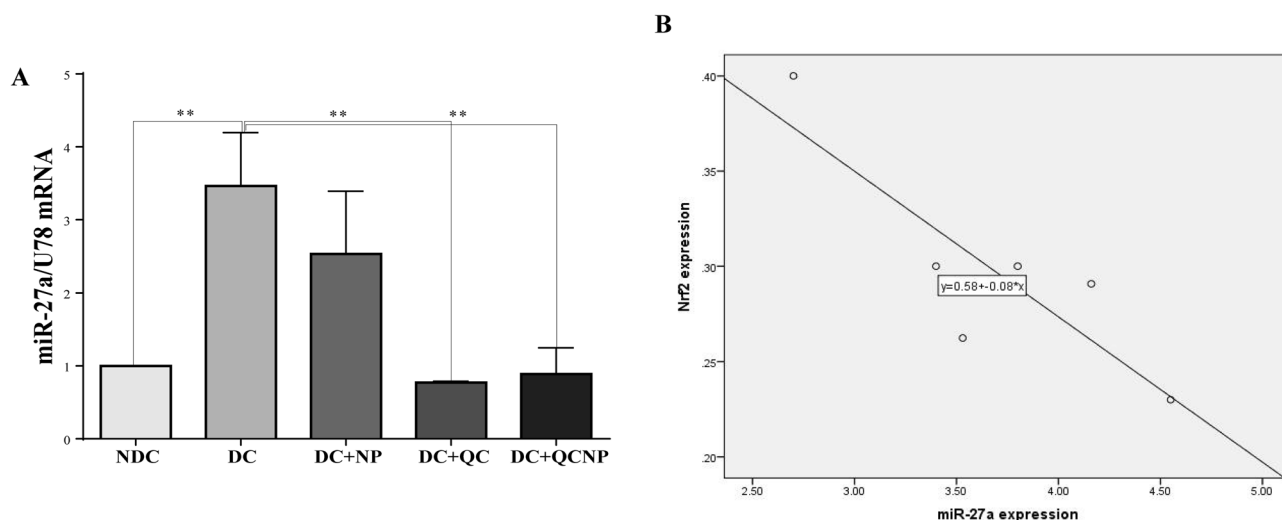 A
miR-27a/U78 mRNA
5
4
3
2
1
0
** ** **
NDC DC DC+NP DC+QC DC+QCNP
B
Nrf2 expression
.40
.35
.30
.25
.20
y=0.58+-0.08*x
2.50 3.00 3.50 4.00 4.50 5.00
miR-27a expression